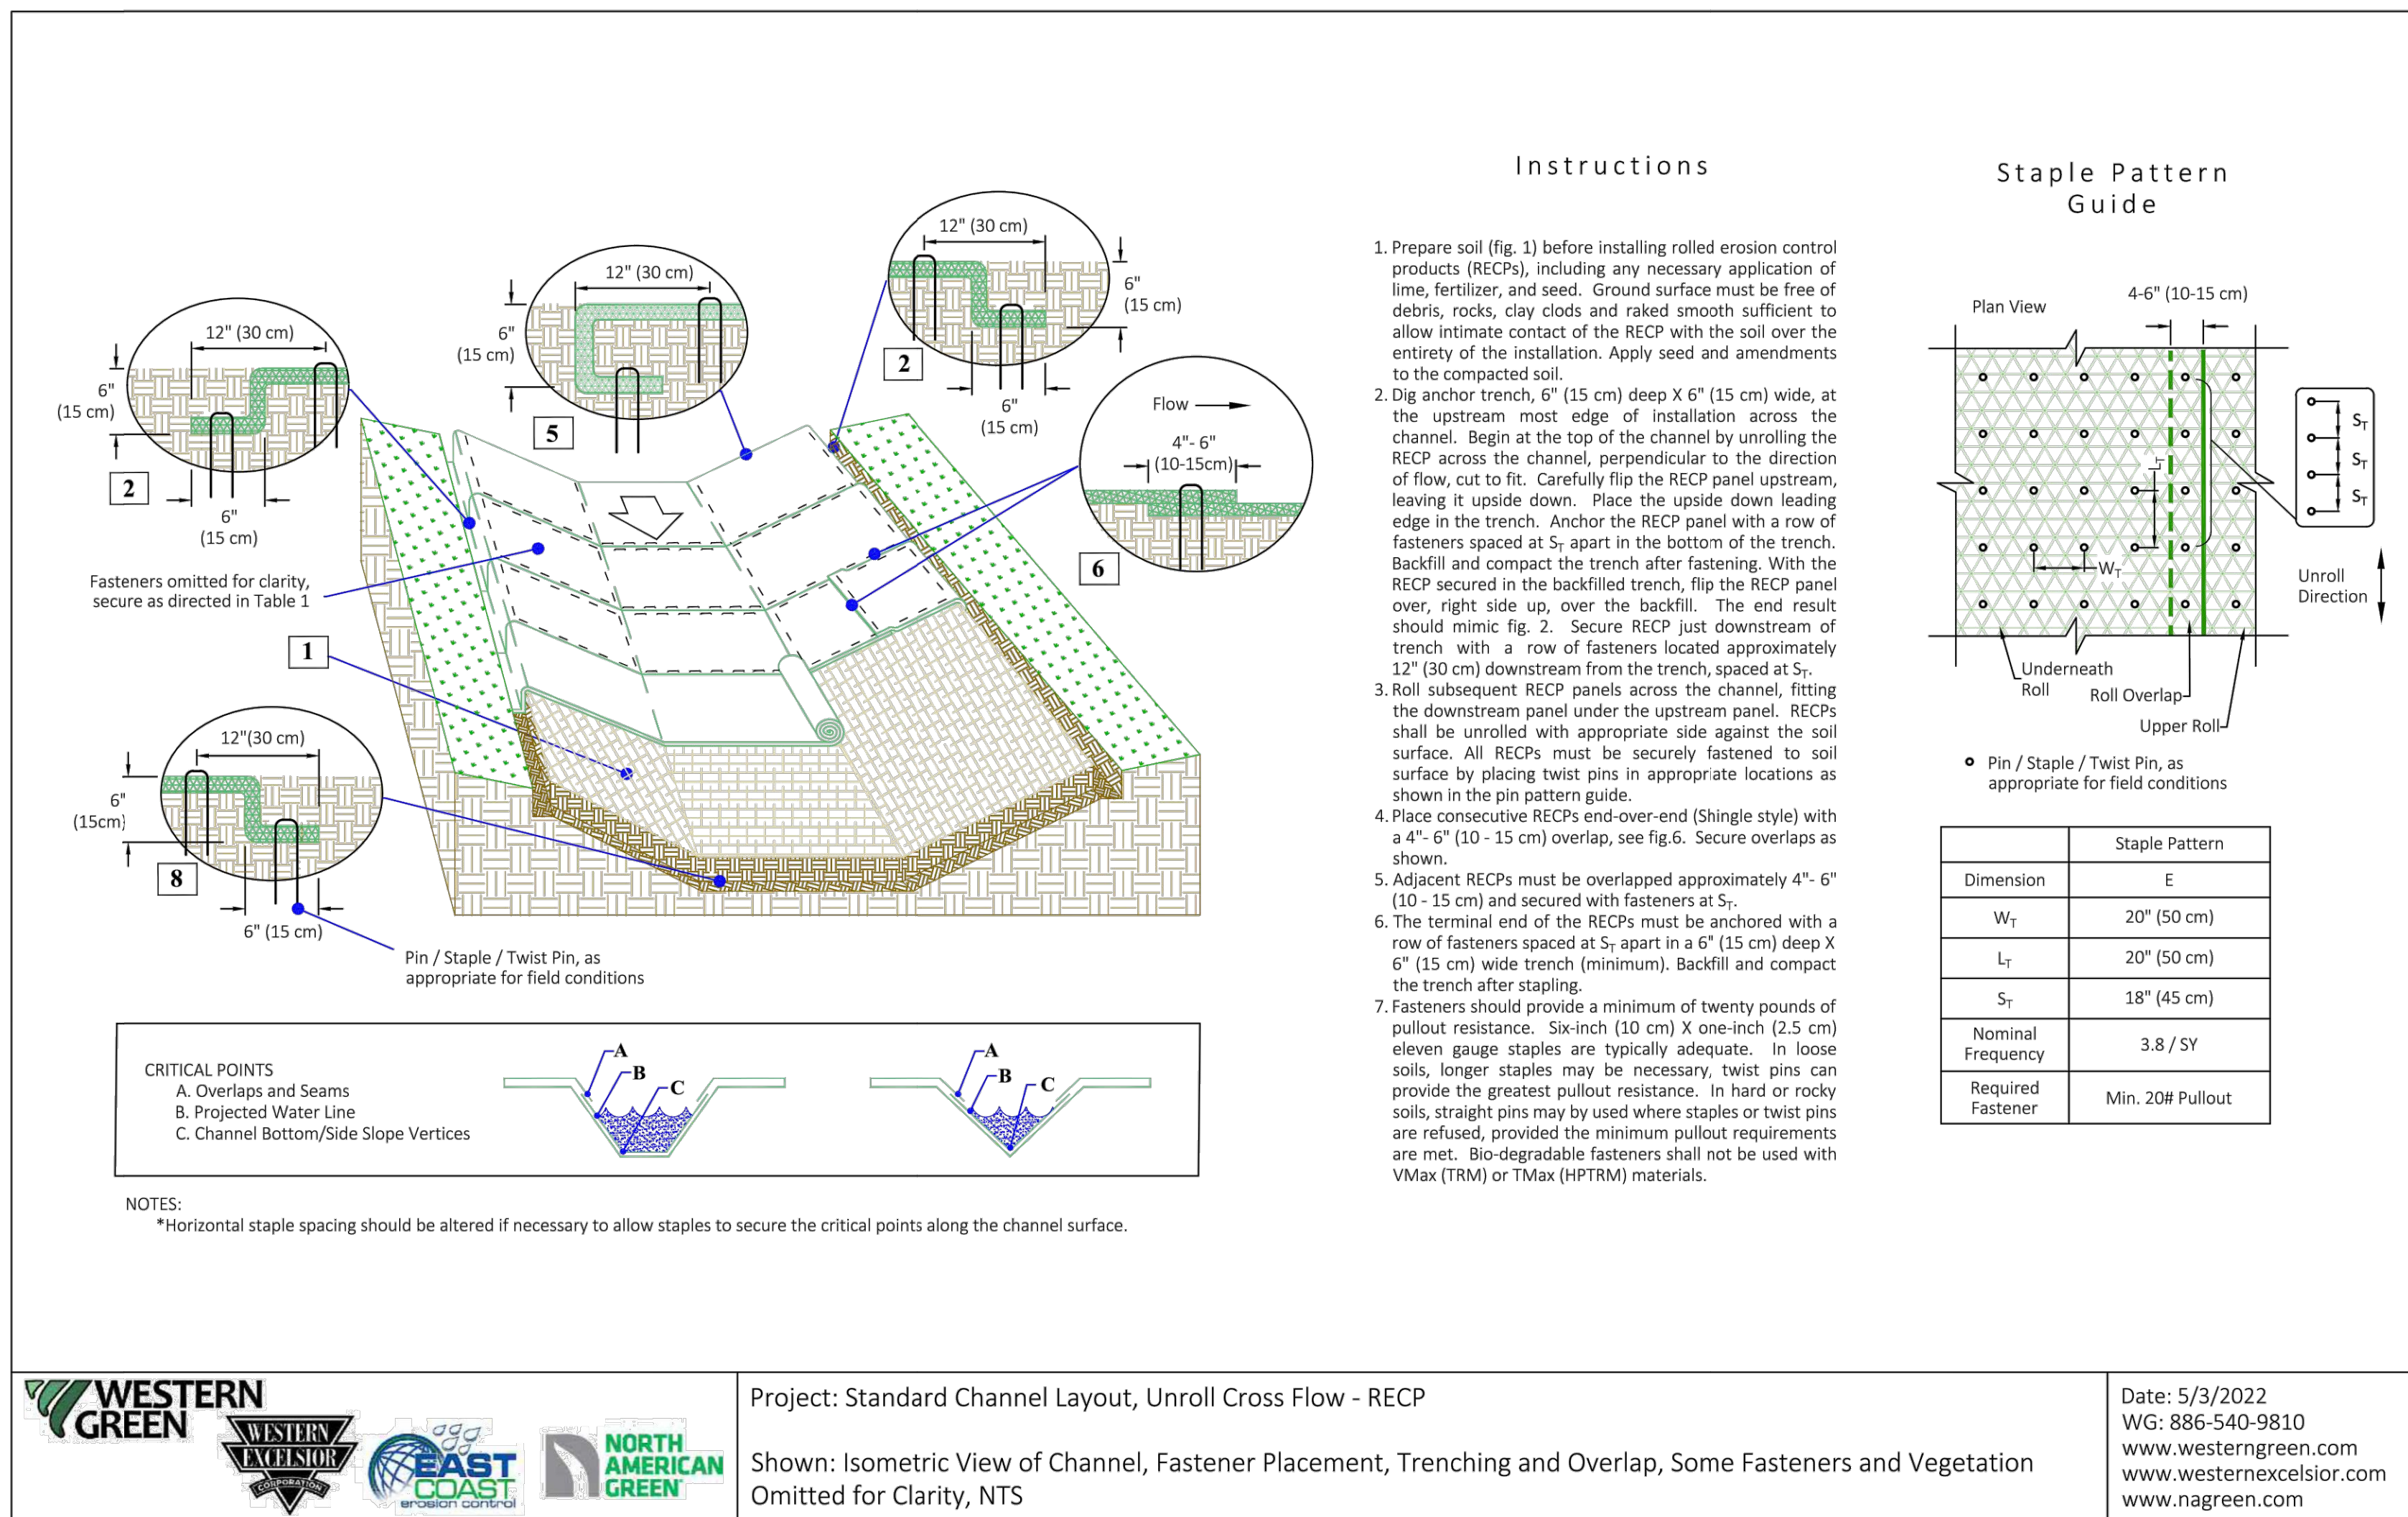 12" (30 cm)
6"
(15 cm)
2
6"
(15 cm)
12" (30 cm)
6"
(15 cm)
5
12" (30 cm)
6"
(15 cm)
2
6"
(15 cm)
Flow
4"- 6"
(10-15cm)
6
Fasteners omitted for clarity,
secure as directed in Table 1
1
12"(30 cm)
6"
(15cm)
8
6" (15 cm)
Pin / Staple / Twist Pin, as
appropriate for field conditions
CRITICAL POINTS
A. Overlaps and Seams
B. Projected Water Line
C. Channel Bottom/Side Slope Vertices
A
B
C
A
B
C
NOTES:
*Horizontal staple spacing should be altered if necessary to allow staples to secure the critical points along the channel surface.
Instructions
1. Prepare soil (fig. 1) before installing rolled erosion control
products (RECPs), including any necessary application of
lime, fertilizer, and seed. Ground surface must be free of
debris, rocks, clay clods and raked smooth sufficient to
allow intimate contact of the RECP with the soil over the
entirety of the installation. Apply seed and amendments
to the compacted soil.
2. Dig anchor trench, 6" (15 cm) deep X 6" (15 cm) wide, at
the upstream most edge of installation across the
channel. Begin at the top of the channel by unrolling the
RECP across the channel, perpendicular to the direction
of flow, cut to fit. Carefully flip the RECP panel upstream,
leaving it upside down. Place the upside down leading
edge in the trench. Anchor the RECP panel with a row of
fasteners spaced at ST apart in the bottom of the trench.
Backfill and compact the trench after fastening. With the
RECP secured in the backfilled trench, flip the RECP panel
over, right side up, over the backfill. The end result
should mimic fig. 2. Secure RECP just downstream of
trench with a row of fasteners located approximately
12" (30 cm) downstream from the trench, spaced at ST.
3. Roll subsequent RECP panels across the channel, fitting
the downstream panel under the upstream panel. RECPs
shall be unrolled with appropriate side against the soil
surface. All RECPs must be securely fastened to soil
surface by placing twist pins in appropriate locations as
shown in the pin pattern guide.
4. Place consecutive RECPs end-over-end (Shingle style) with
a 4"- 6" (10 - 15 cm) overlap, see fig.6. Secure overlaps as
shown.
5. Adjacent RECPs must be overlapped approximately 4"- 6"
(10 - 15 cm) and secured with fasteners at ST.
6. The terminal end of the RECPs must be anchored with a
row of fasteners spaced at ST apart in a 6" (15 cm) deep X
6" (15 cm) wide trench (minimum). Backfill and compact
the trench after stapling.
7. Fasteners should provide a minimum of twenty pounds of
pullout resistance. Six-inch (10 cm) X one-inch (2.5 cm)
eleven gauge staples are typically adequate. In loose
soils, longer staples may be necessary, twist pins can
provide the greatest pullout resistance. In hard or rocky
soils, straight pins may by used where staples or twist pins
are refused, provided the minimum pullout requirements
are met. Bio-degradable fasteners shall not be used with
VMax (TRM) or TMax (HPTRM) materials.
Staple Pattern
Guide
Plan View
4-6" (10-15 cm)
ST
ST
ST
LT
WT
Unroll
Direction
Underneath
Roll
Roll Overlap
Upper Roll
Pin / Staple / Twist Pin, as
appropriate for field conditions
Staple Pattern
Dimension E
WT 20" (50 cm)
LT 20" (50 cm)
ST 18" (45 cm)
Nominal
Frequency 3.8 / SY
Required
Fastener Min. 20# Pullout
WESTERN
GREEN
WESTERN
EXCELSIOR
CORPORATION
EAST
COAST
erosion control
NORTH
AMERICAN
GREEN
Project: Standard Channel Layout, Unroll Cross Flow - RECP
Shown: Isometric View of Channel, Fastener Placement, Trenching and Overlap, Some Fasteners and Vegetation
Omitted for Clarity, NTS
Date: 5/3/2022
WG: 886-540-9810
www.westerngreen.com
www.westernexcelsior.com
www.nagreen.com